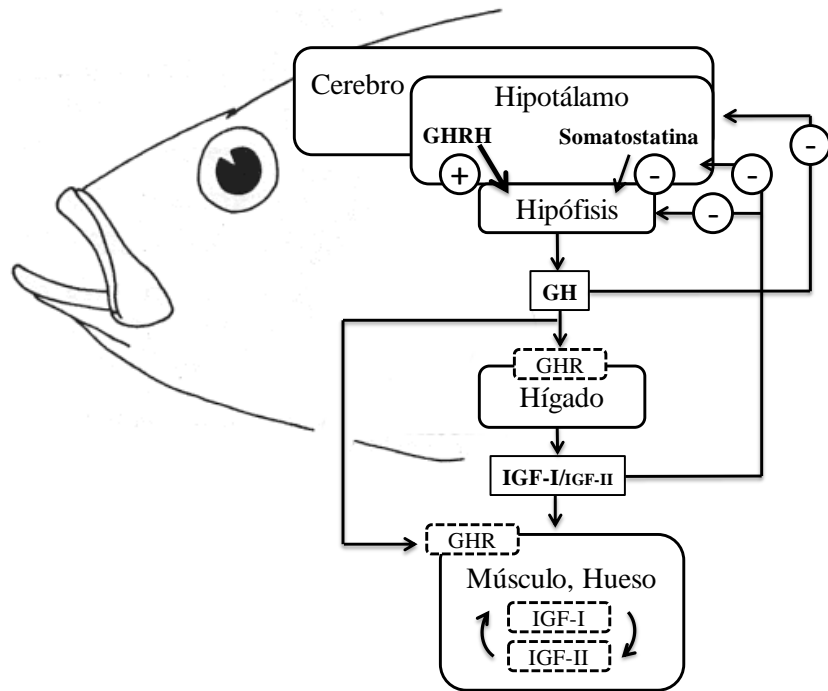 Cerebro
Hipotálamo
GHRH
Somatostatina
+
-
-
-
-
Hipófisis
GH
GHR
Hígado
IGF-I/IGF-II
GHR
Músculo, Hueso
IGF-I
IGF-II